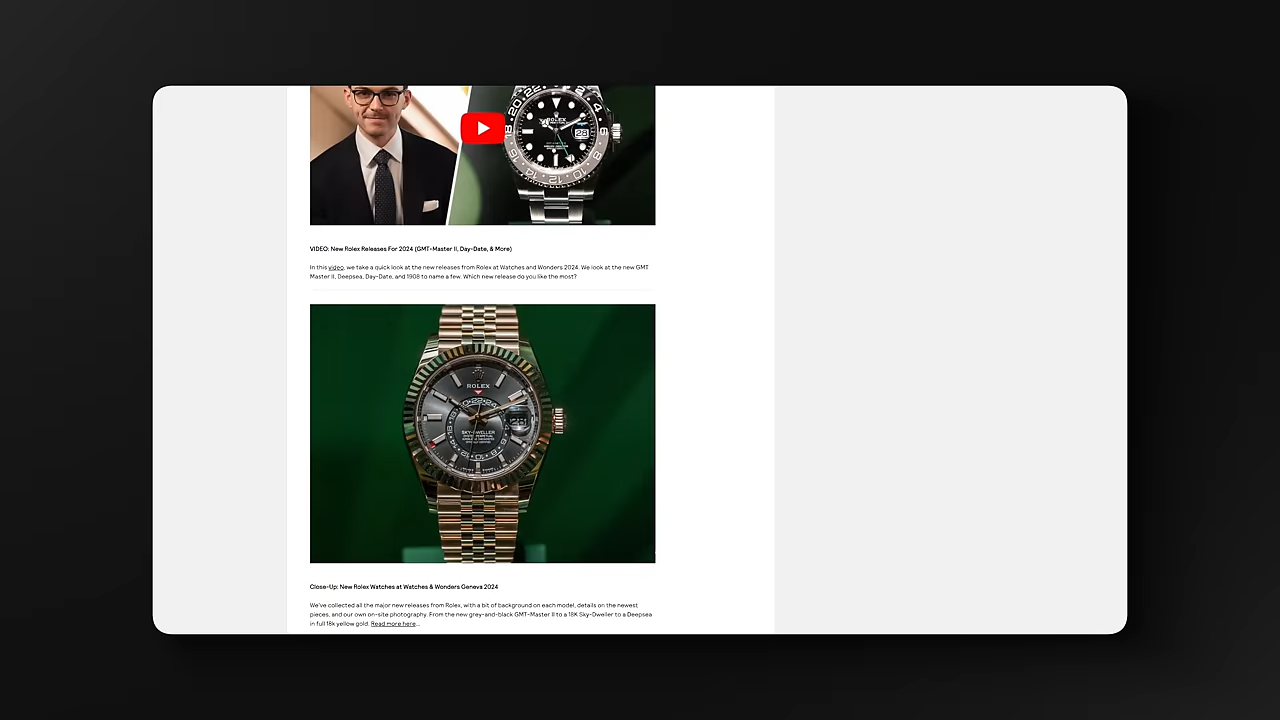 ROLEX
28
VIDEO: New Rolex Releases For 2024 (GMT-Master II, Day-Date, & More)
In this video, we take a quick look at the new releases from Rolex at Watches and Wonders 2024. We look at the new GMT
Master II, Deepsea, Day-Date, and 1908 to name a few. Which new release do you like the most?
ROLEX
28
SKY-DWELLER
Close-Up: New Rolex Watches at Watches & Wonders Geneva 2024
We've collected all the major new releases from Rolex, with a bit of background on each model, details on the newest
pieces, and our own on-site photography. From the new grey-and-black GMT-Master II to a 18K Sky-Dweller to a Deepsea
in full 18k yellow gold. Read more here...